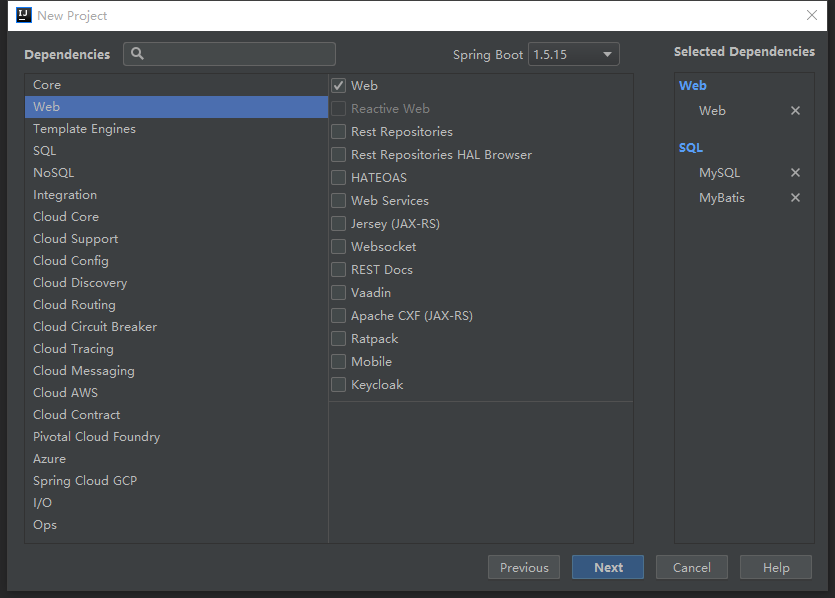 New Project
Dependencies
Spring Boot 1.5.15
Selected Dependencies
Core
Web
Template Engines
SQL
NoSQL
Integration
Cloud Core
Cloud Support
Cloud Config
Cloud Discovery
Cloud Routing
Cloud Circuit Breaker
Cloud Tracing
Cloud Messaging
Cloud AWS
Cloud Contract
Pivotal Cloud Foundry
Azure
Spring Cloud GCP
I/O
Ops
Web
Reactive Web
Rest Repositories
Rest Repositories HAL Browser
HATEOAS
Web Services
Jersey (JAX-RS)
Websocket
REST Docs
Vaadin
Apache CXF (JAX-RS)
Ratpack
Mobile
Keycloak
Web
Web
SQL
MySQL
MyBatis
Previous
Next
Cancel
Help